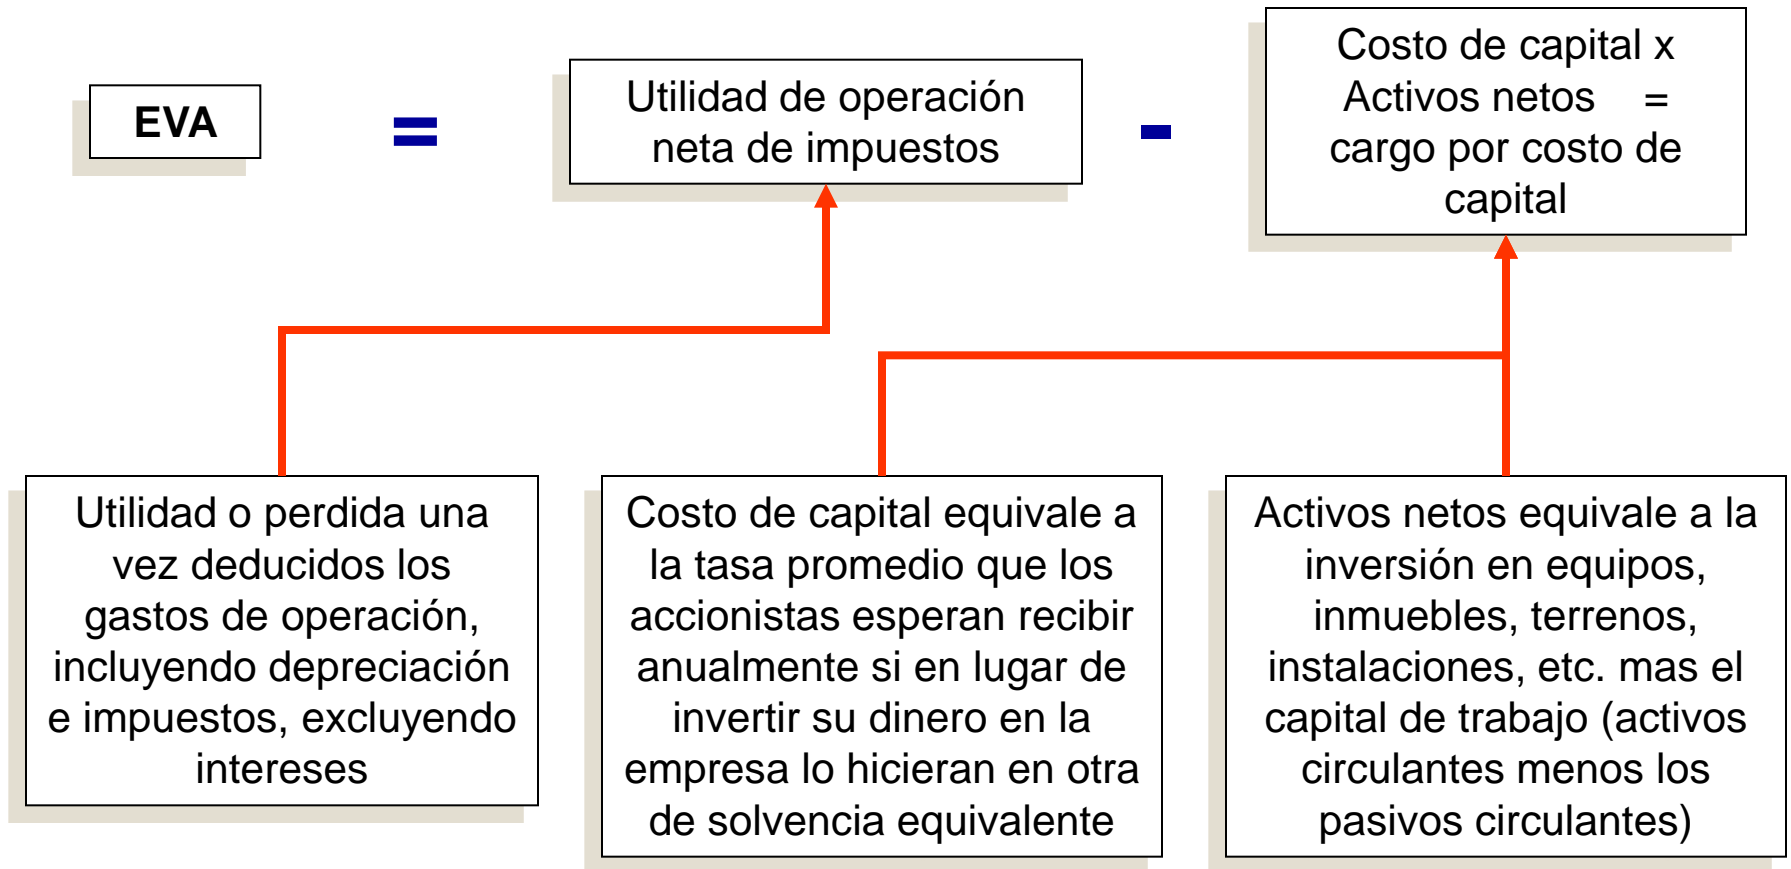 EVA
=
Utilidad de operación
neta de impuestos
-
Costo de capital x
Activos netos =
cargo por costo de
capital
Utilidad o perdida una
vez deducidos los
gastos de operación,
incluyendo depreciación
e impuestos, excluyendo
intereses
Costo de capital equivale a
la tasa promedio que los
accionistas esperan recibir
anualmente si en lugar de
invertir su dinero en la
empresa lo hicieran en otra
de solvencia equivalente
Activos netos equivale a la
inversión en equipos,
inmuebles, terrenos,
instalaciones, etc. mas el
capital de trabajo (activos
circulantes menos los
pasivos circulantes)